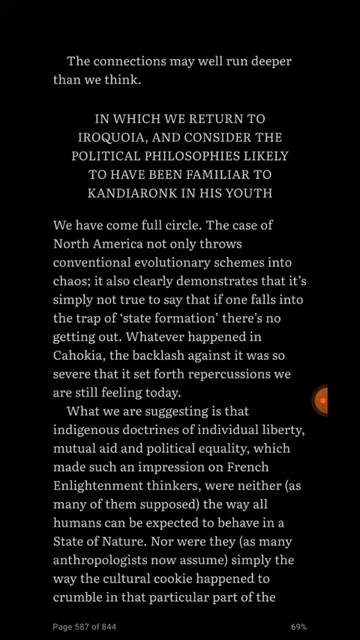 The connections may well run deeper
than we think.
IN WHICH WE RETURN TO
IROQUOIA, AND CONSIDER THE
POLITICAL PHILOSOPHIES LIKELY
TO HAVE BEEN FAMILIAR TO
KANDIARONK IN HIS YOUTH
We have come full circle. The case of
North America not only throws
conventional evolutionary schemes into
chaos; it also clearly demonstrates that it’s
simply not true to say that if one falls into
the trap of ‘state formation’ there’s no
getting out. Whatever happened in
Cahokia, the backlash against it was so
severe that it set forth repercussions we
are still feeling today.
What we are suggesting is that
indigenous doctrines of individual liberty,
mutual aid and political equality, which
made such an impression on French
Enlightenment thinkers, were neither (as
many of them supposed) the way all
humans can be expected to behave in a
State of Nature. Nor were they (as many
anthropologists now assume) simply the
way the cultural cookie happened to
crumble in that particular part of the
Page 587 of 844
69%